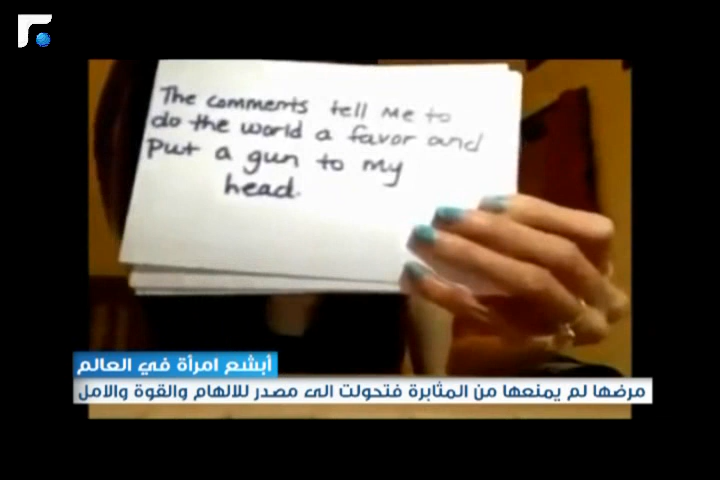 The comments tell me to
do the world a favor and
put a gun to my
head.
أبشع امرأة في العالم
مرضها لم يمنعها من المثابرة فتحولت الى مصدر للالهام والقوة والامل